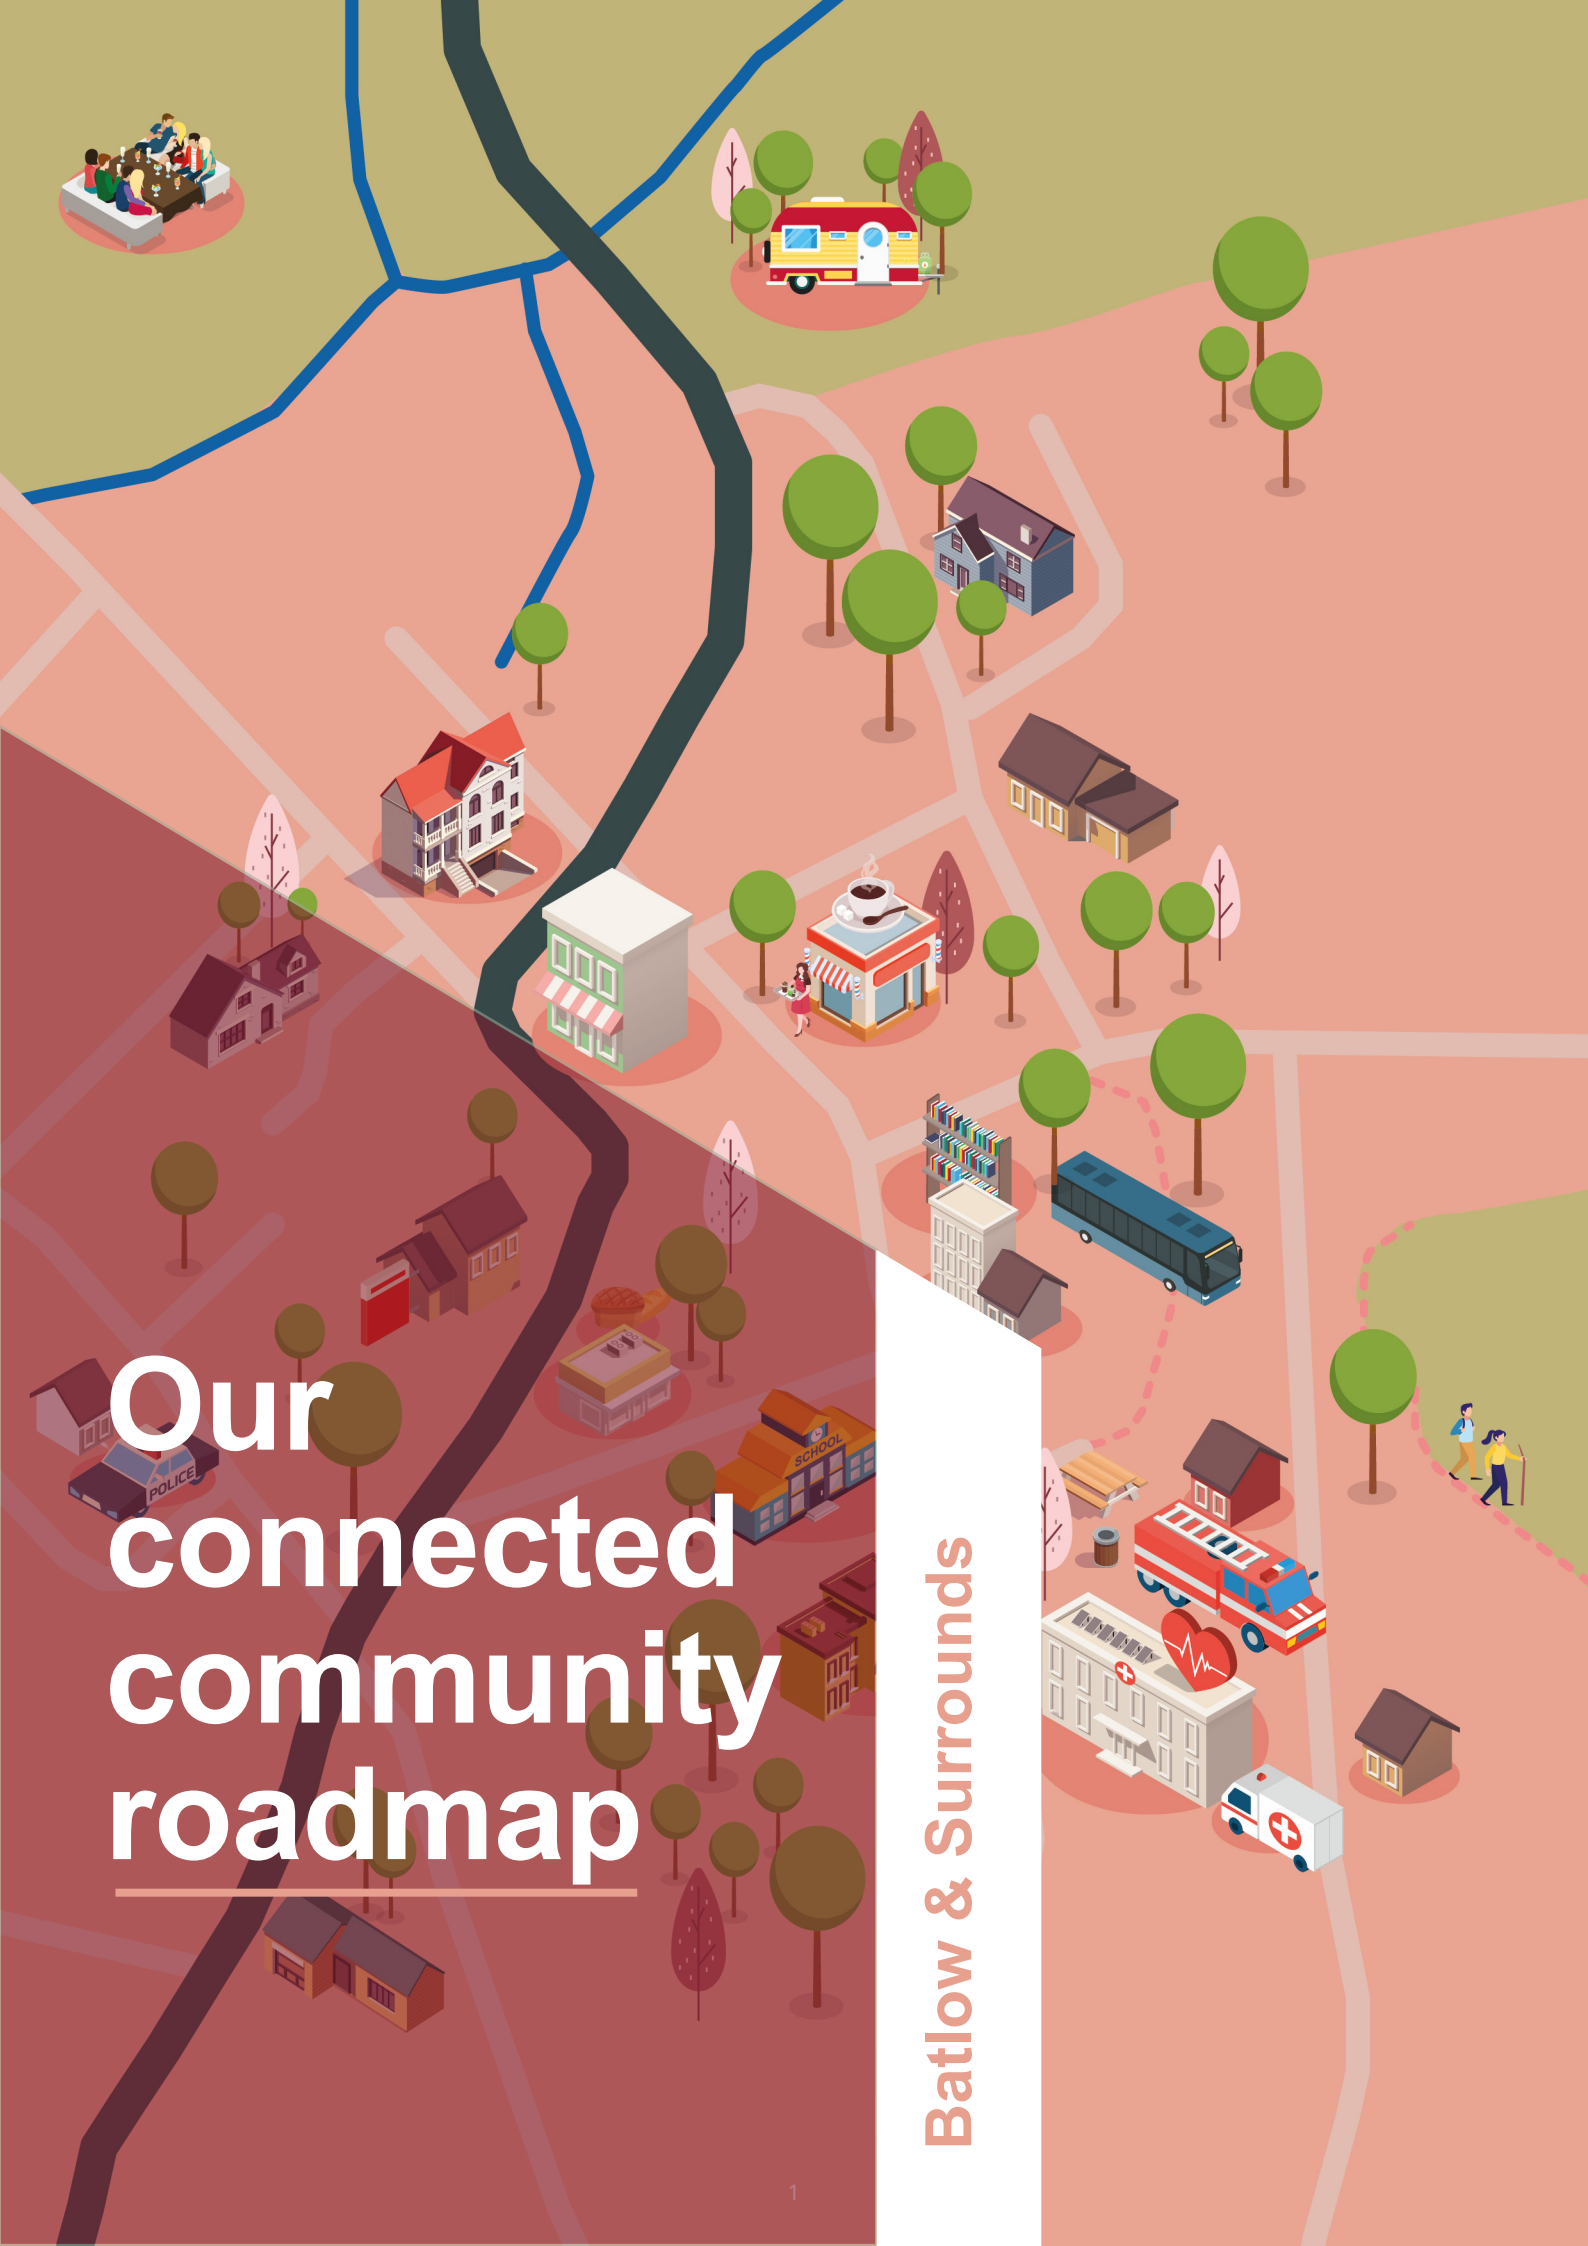 SCHOOL
POLICE
Our
connected
community
roadmap
Batlow & Surrounds
1